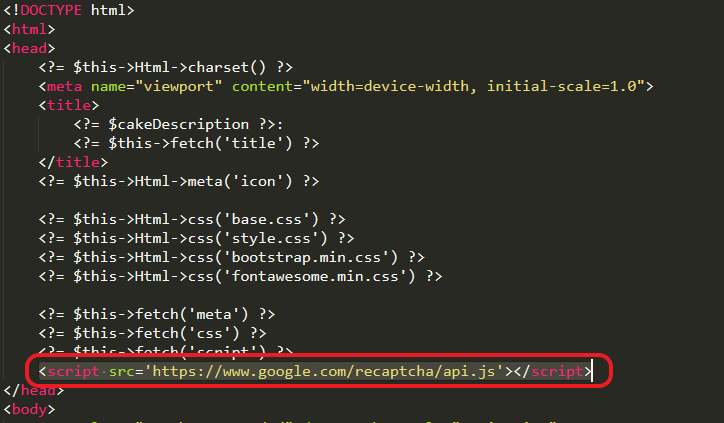 <!DOCTYPE html>
<html>
<head>
<?= $this->Html->charset() ?>
<meta name="viewport" content="width=device-width, initial-scale=1.0">
<title>
<?= $cakeDescription ?>:
<?= $this->fetch('title') ?>
</title>
<?= $this->Html->meta('icon') ?>
<?= $this->Html->css('base.css') ?>
<?= $this->Html->css('style.css') ?>
<?= $this->Html->css('bootstrap.min.css') ?>
<?= $this->Html->css('fontawesome.min.css') ?>
<?= $this->fetch('meta') ?>
<?= $this->fetch('css') ?>
<?= $this->fetch('script') ?>
<script src='https://www.google.com/recaptcha/api.js'></script>
</head>
<body>